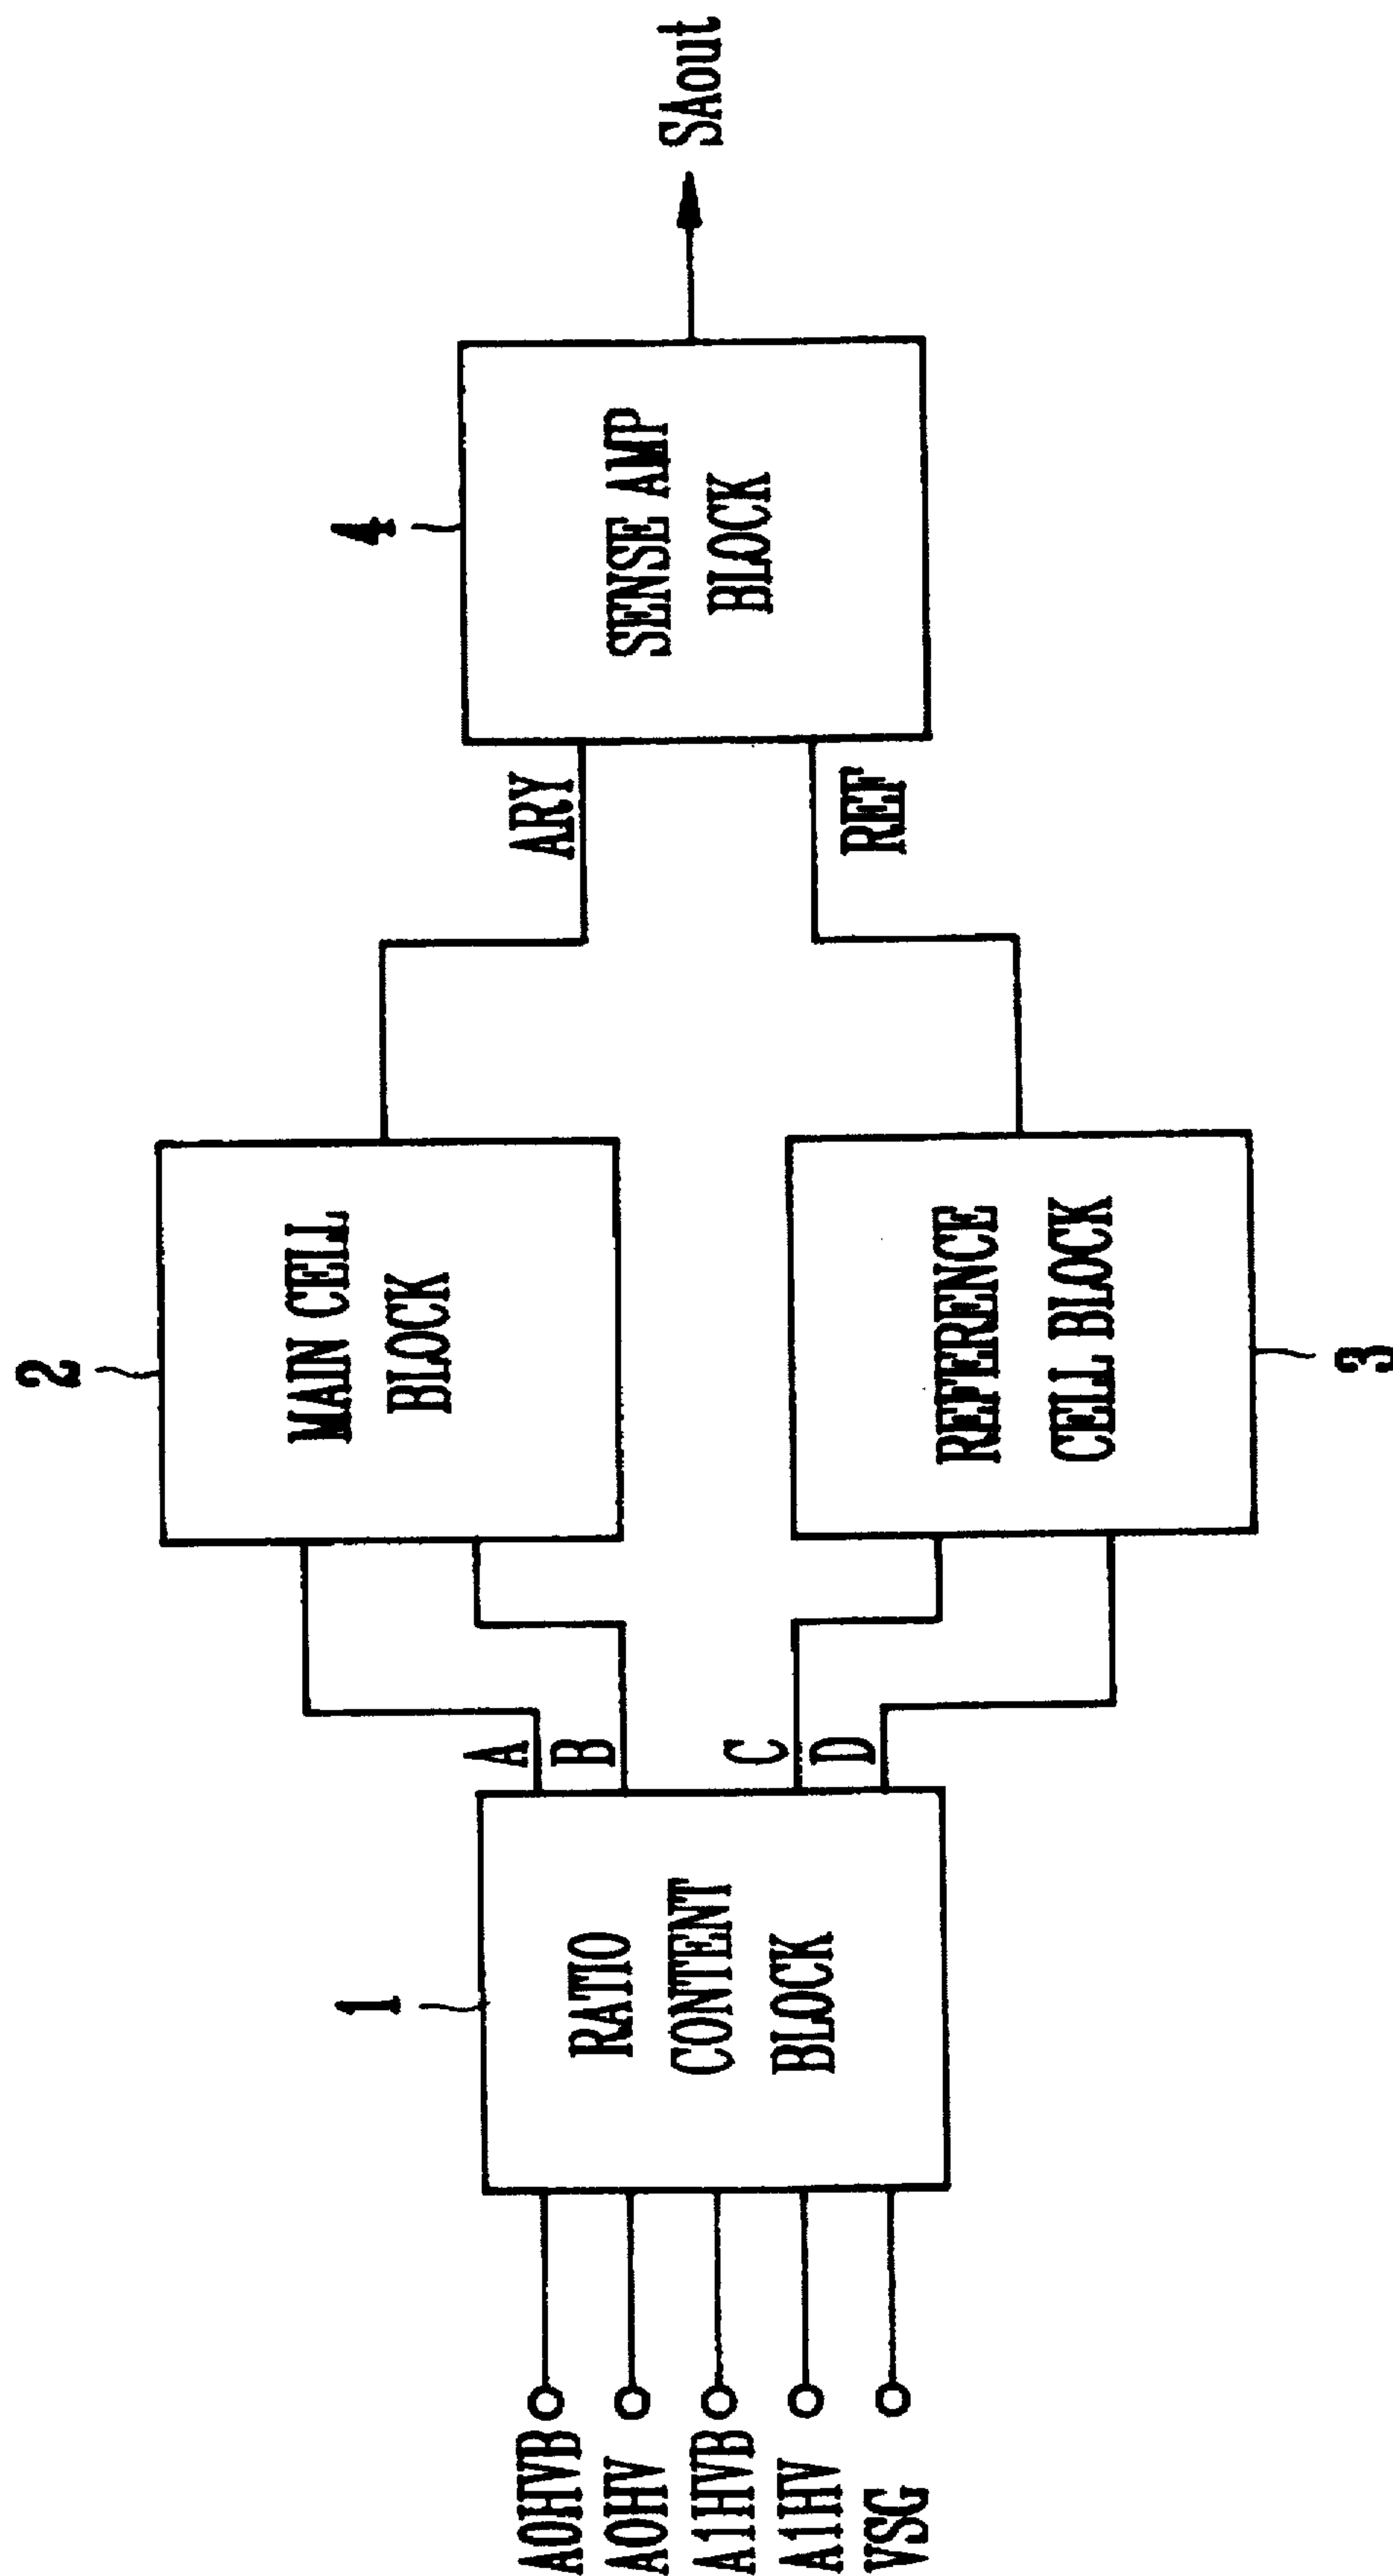 A0HVB
A0HV
A1HVB
A1HV
VSG
1
RATIO
CONTENT
BLOCK
A
B
C
D
2
MAIN CELL
BLOCK
REFERENCE
CELL BLOCK
3
ARY
REF
4
SENSE AMP
BLOCK
SAout